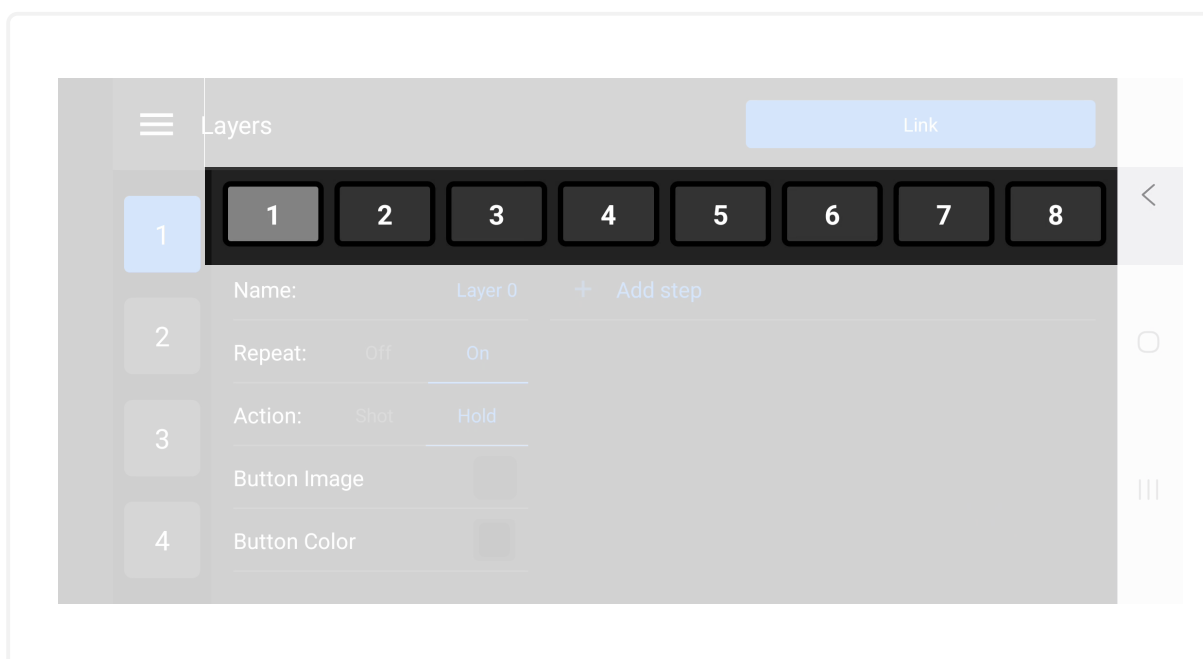 Layers
Link
1 2 3 4 5 6 7 8
1
2
3
4
Name: Layer 0
Repeat: Off On
Action: Shot Hold
Button Image
Button Color
+ Add step